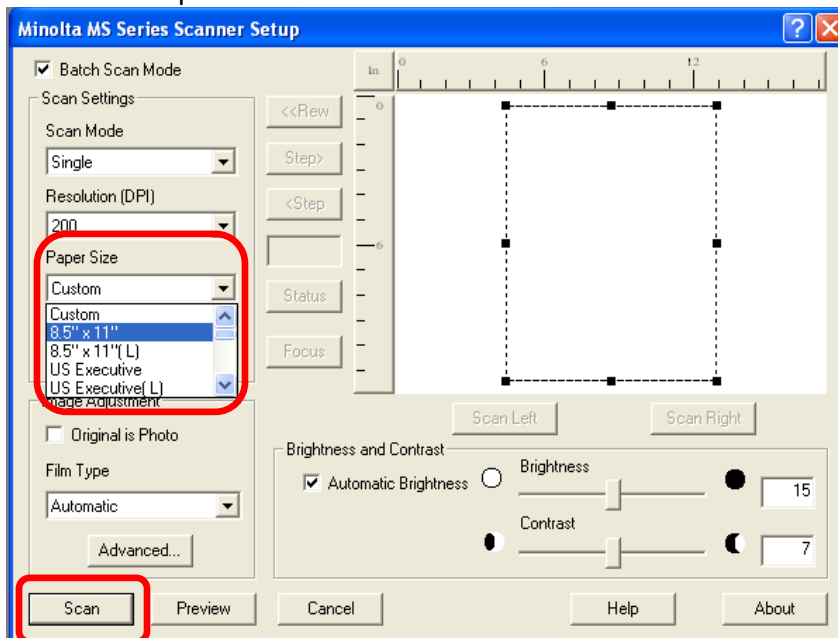 Minolta MS Series Scanner Setup
Batch Scan Mode
Scan Settings
Scan Mode
Single
Resolution (DPI)
200
Paper Size
Custom
Custom
8.5" x 11"
8.5" x 11"( L)
US Executive
US Executive( L)
Image Adjustment
Original is Photo
Film Type
Automatic
Advanced...
<<Rew
Step>
<Step
Status
Focus
In
0 6 12
0
6
Scan Left
Scan Right
Brightness and Contrast
Automatic Brightness
Brightness
15
Contrast
7
Scan
Preview
Cancel
Help
About